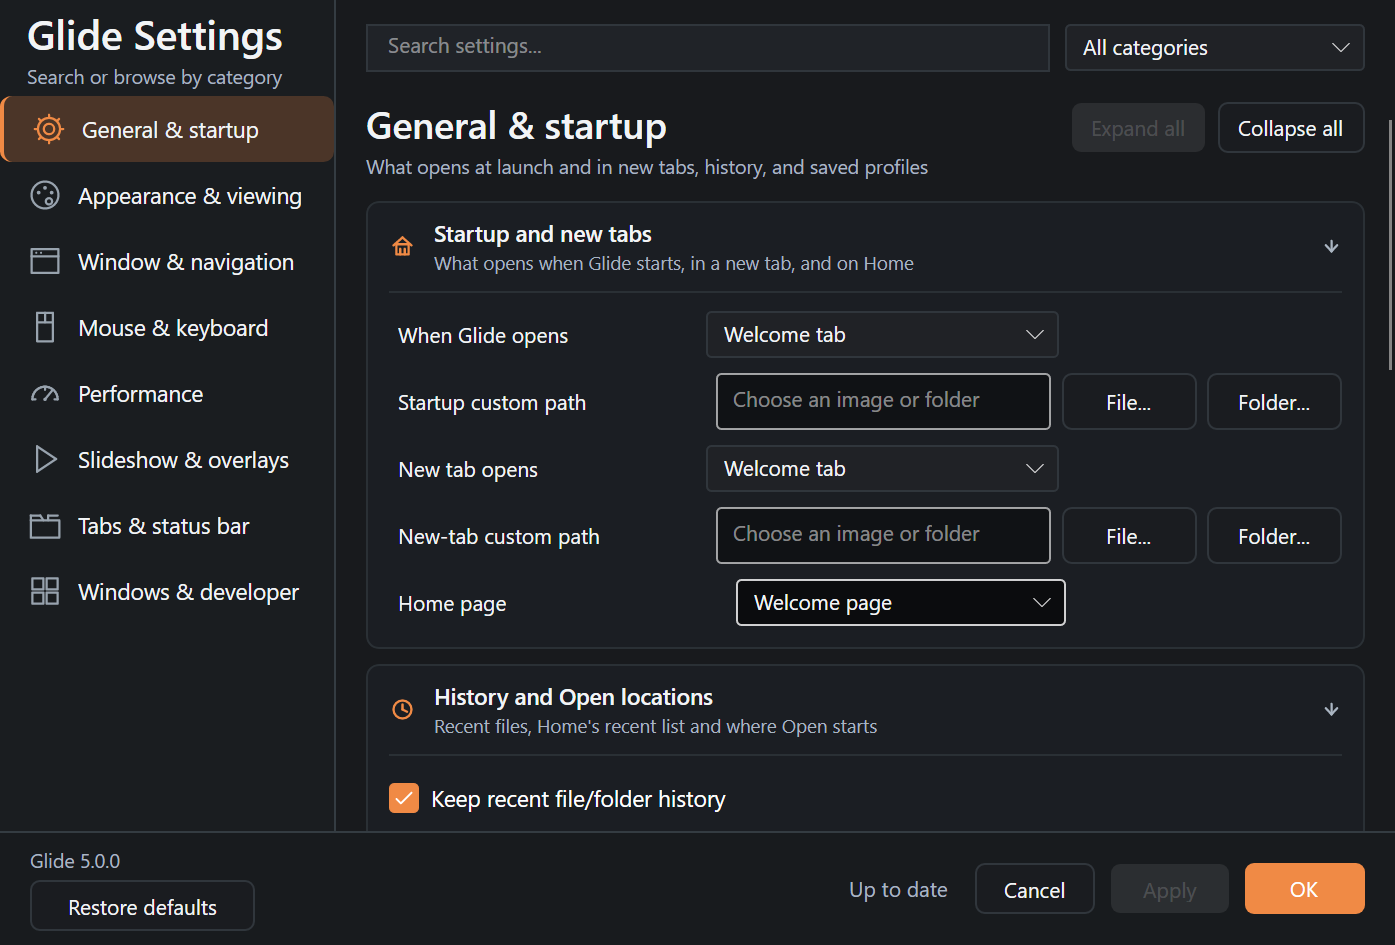 Glide Settings
Search or browse by category
General & startup
Appearance & viewing
Window & navigation
Mouse & keyboard
Performance
Slideshow & overlays
Tabs & status bar
Windows & developer
Search settings...
All categories
General & startup
Expand all
Collapse all
What opens at launch and in new tabs, history, and saved profiles
Startup and new tabs
What opens when Glide starts, in a new tab, and on Home
When Glide opens
Welcome tab
Startup custom path
Choose an image or folder
File...
Folder...
New tab opens
Welcome tab
New-tab custom path
Choose an image or folder
File...
Folder...
Home page
Welcome page
History and Open locations
Recent files, Home's recent list and where Open starts
Keep recent file/folder history
Glide 5.0.0
Restore defaults
Up to date
Cancel
Apply
OK